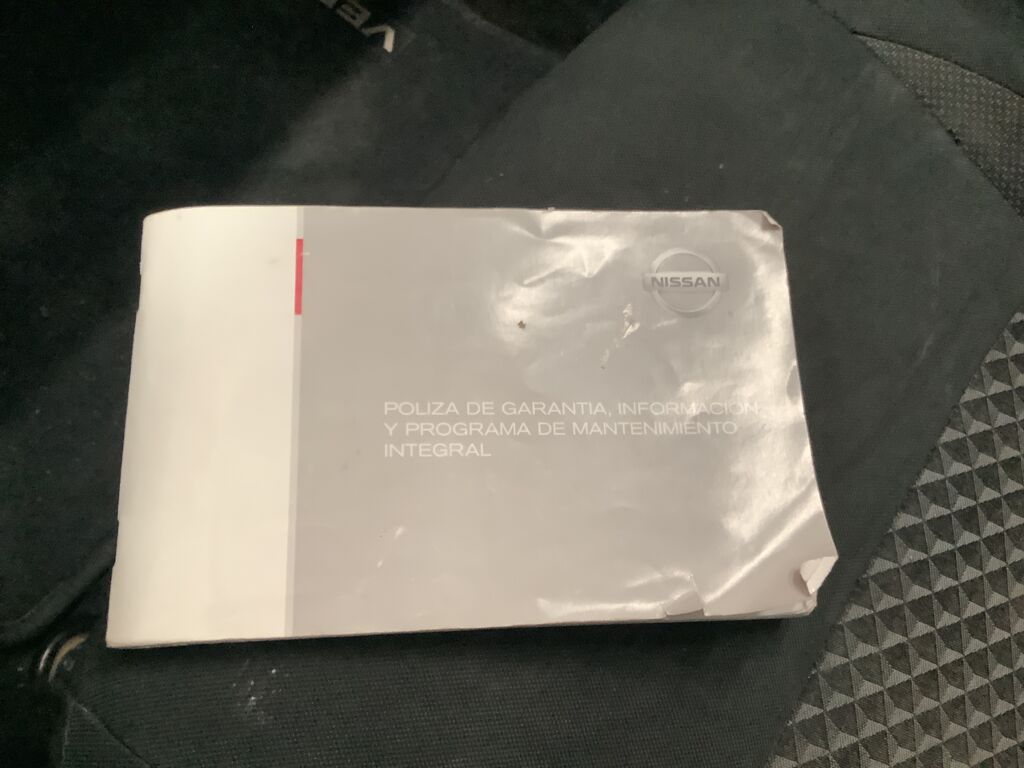 NISSAN
POLIZA DE GARANTIA, INFORMACION
Y PROGRAMA DE MANTENIMIENTO
INTEGRAL